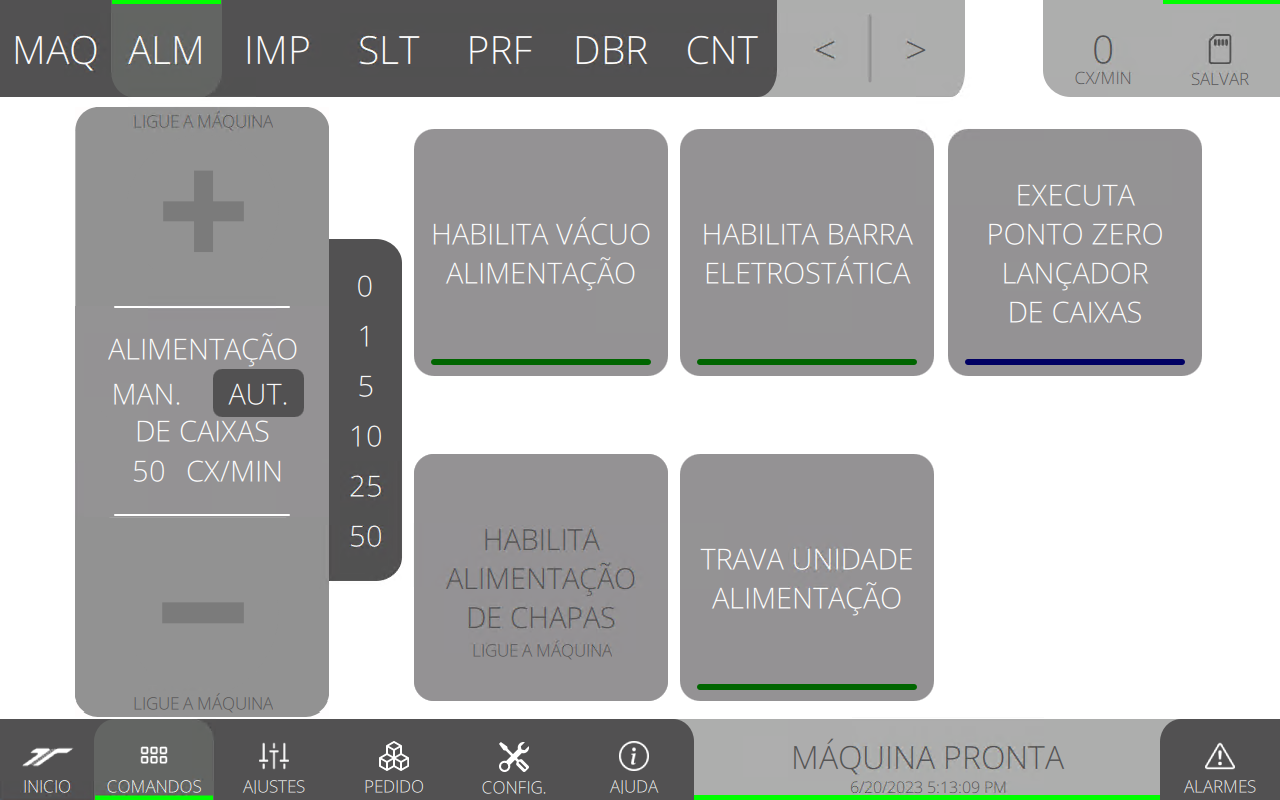 MAQ ALM IMP SLT PRF DBR CNT < > 0
CX/MIN SALVAR
LIGUE A MÁQUINA
+
ALIMENTAÇÃO
MAN. AUT.
DE CAIXAS
50 CX/MIN
LIGUE A MÁQUINA
0
1
5
10
25
50
HABILITA VÁCUO
ALIMENTAÇÃO
HABILITA BARRA
ELETROSTÁTICA
EXECUTA
PONTO ZERO
LANÇADOR
DE CAIXAS
HABILITA
ALIMENTAÇÃO
DE CHAPAS
LIGUE A MÁQUINA
TRAVA UNIDADE
ALIMENTAÇÃO
INICIO COMANDOS AJUSTES PEDIDO CONFIG. AJUDA
MÁQUINA PRONTA
6/20/2023 5:13:09 PM
ALARMES